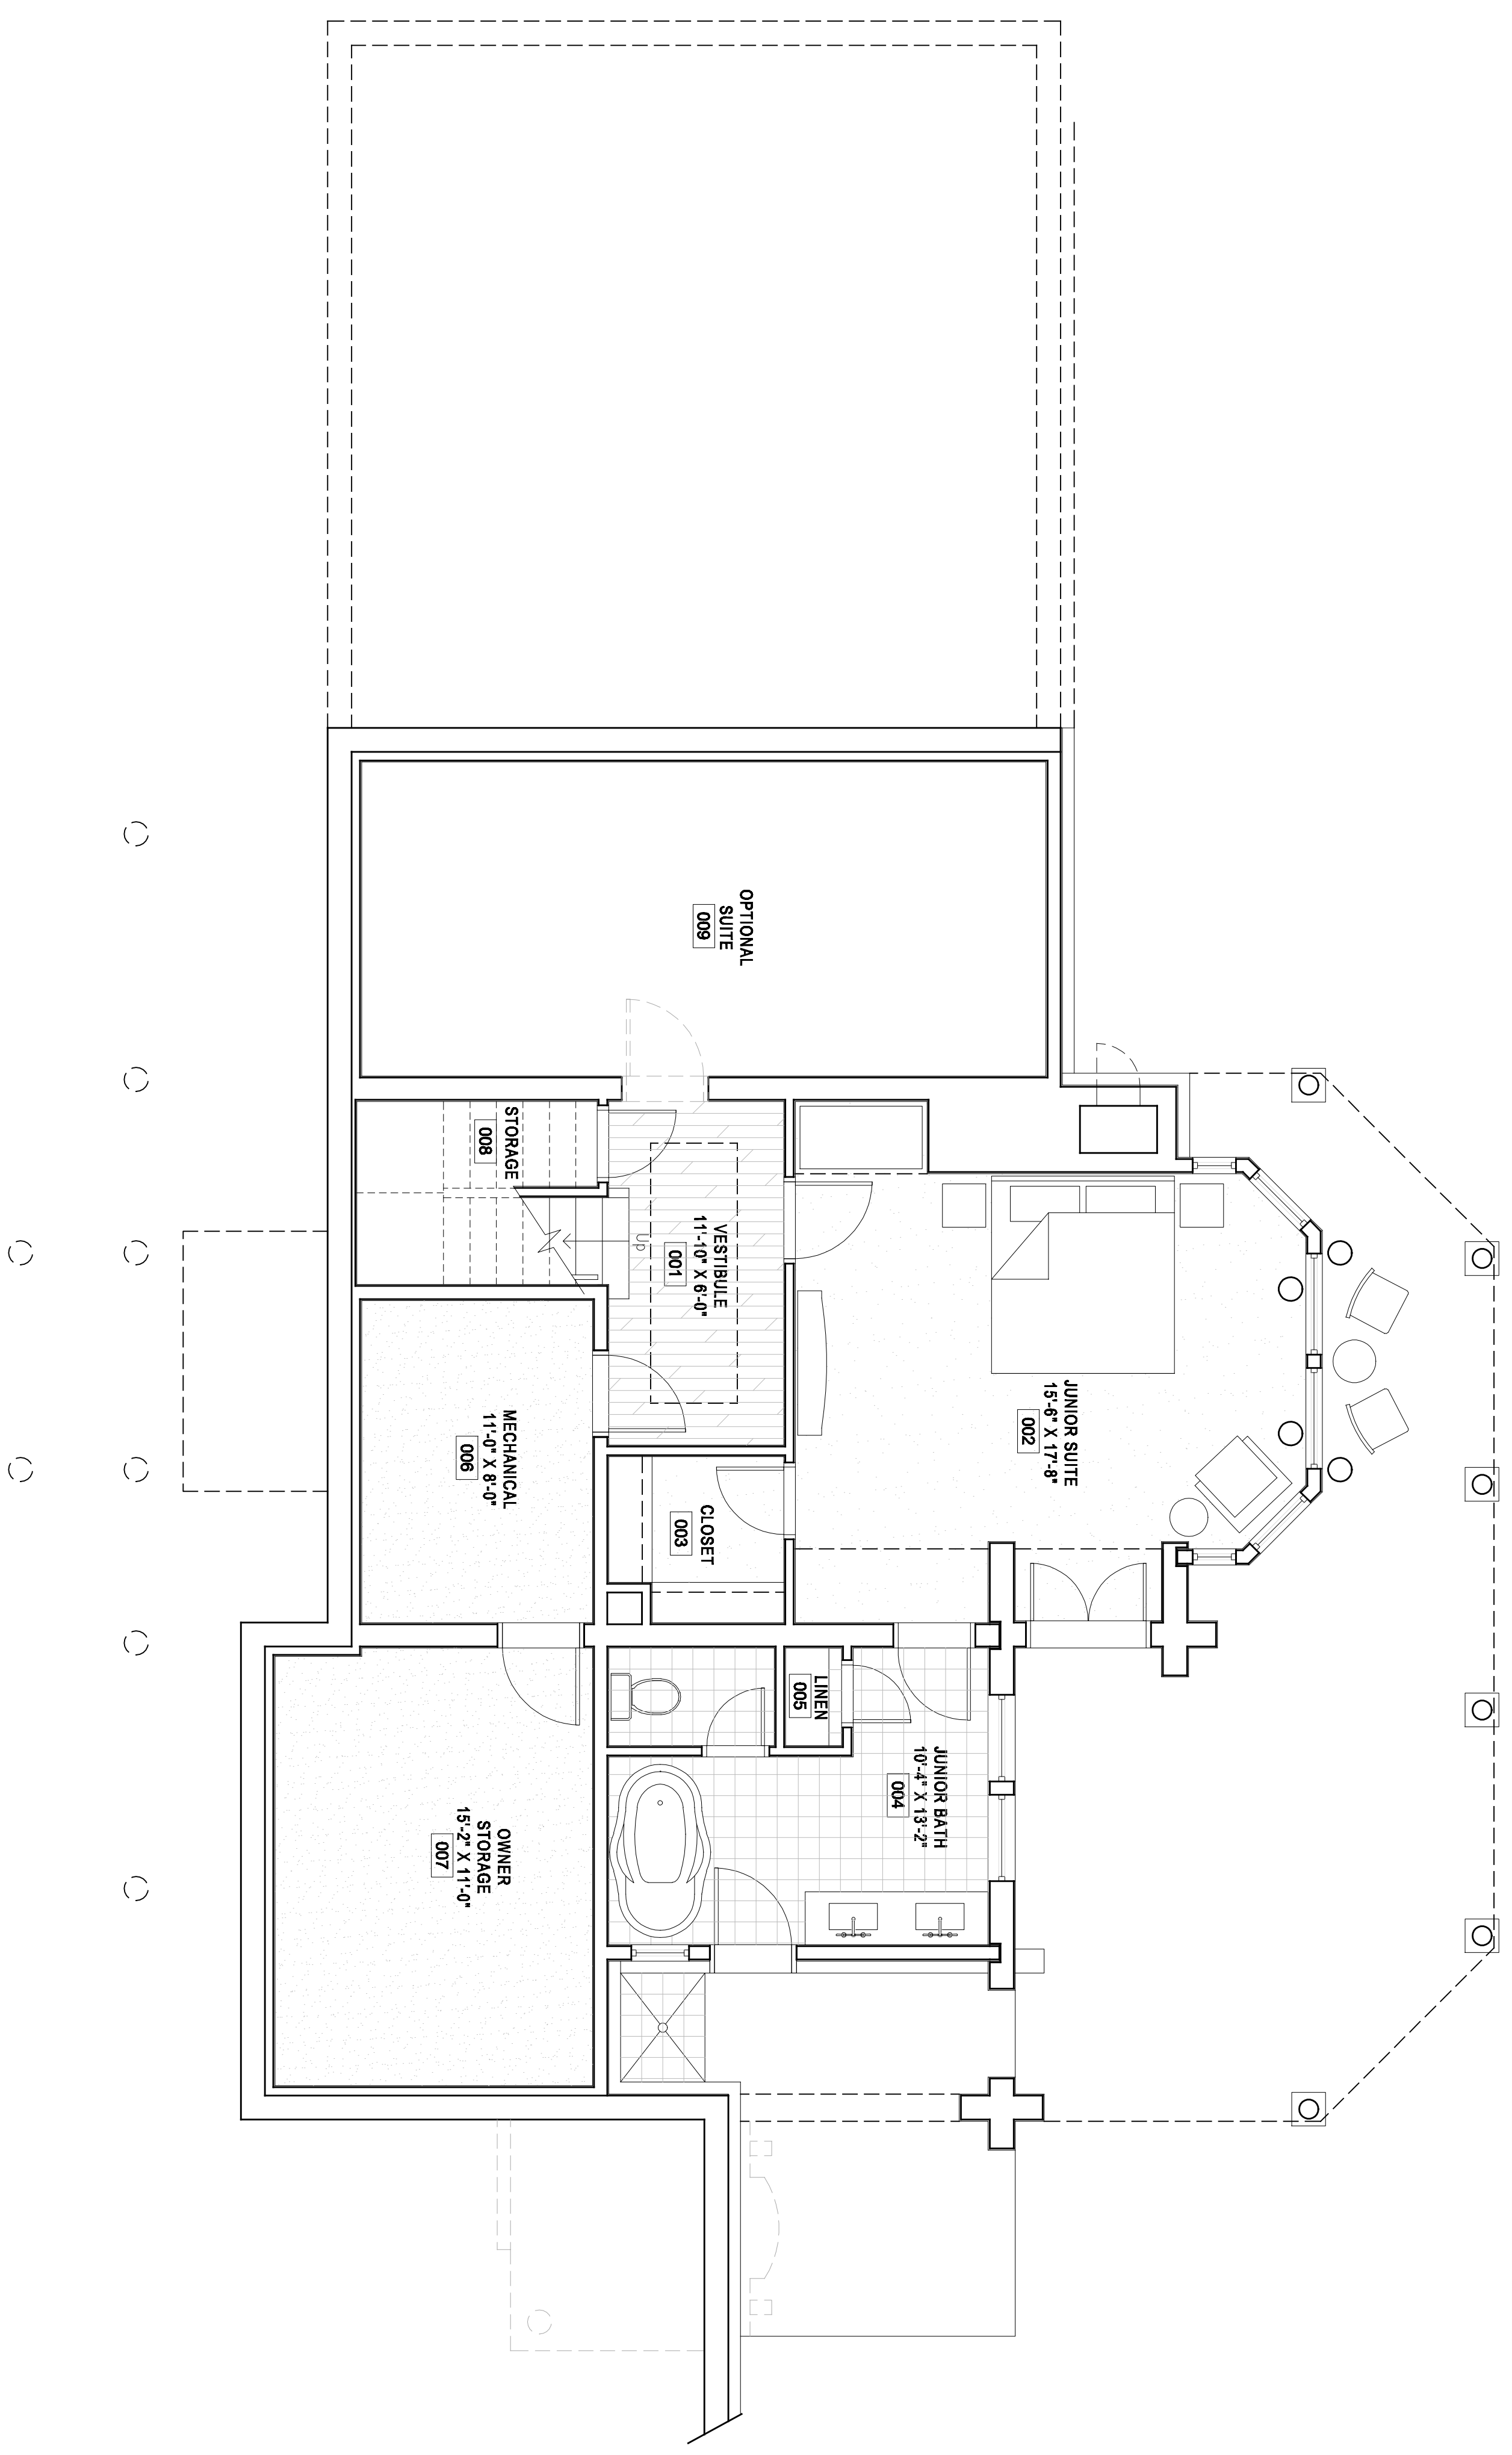 OPTIONAL
SUITE
009
STORAGE
008
UP
VESTIBULE
11'-10" X 6'-0"
001
JUNIOR SUITE
15'-6" X 17'-8"
002
MECHANICAL
11'-0" X 8'-0"
006
CLOSET
003
LINEN
005
JUNIOR BATH
10'-4" X 13'-2"
004
OWNER
STORAGE
15'-2" X 11'-0"
007